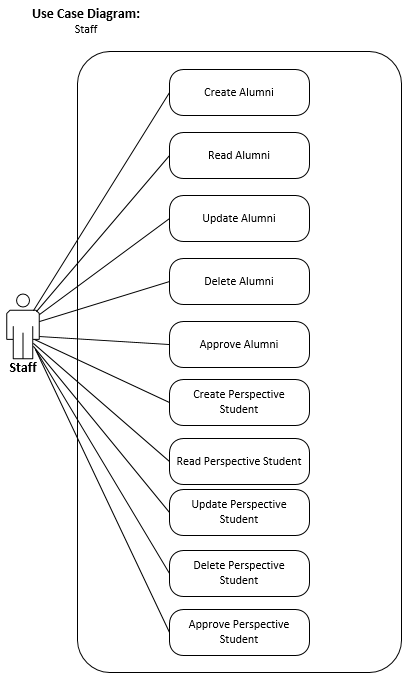 Use Case Diagram:
Staff
Create Alumni
Read Alumni
Update Alumni
Delete Alumni
Approve Alumni
Staff
Create Perspective
Student
Read Perspective Student
Update Perspective
Student
Delete Perspective
Student
Approve Perspective
Student